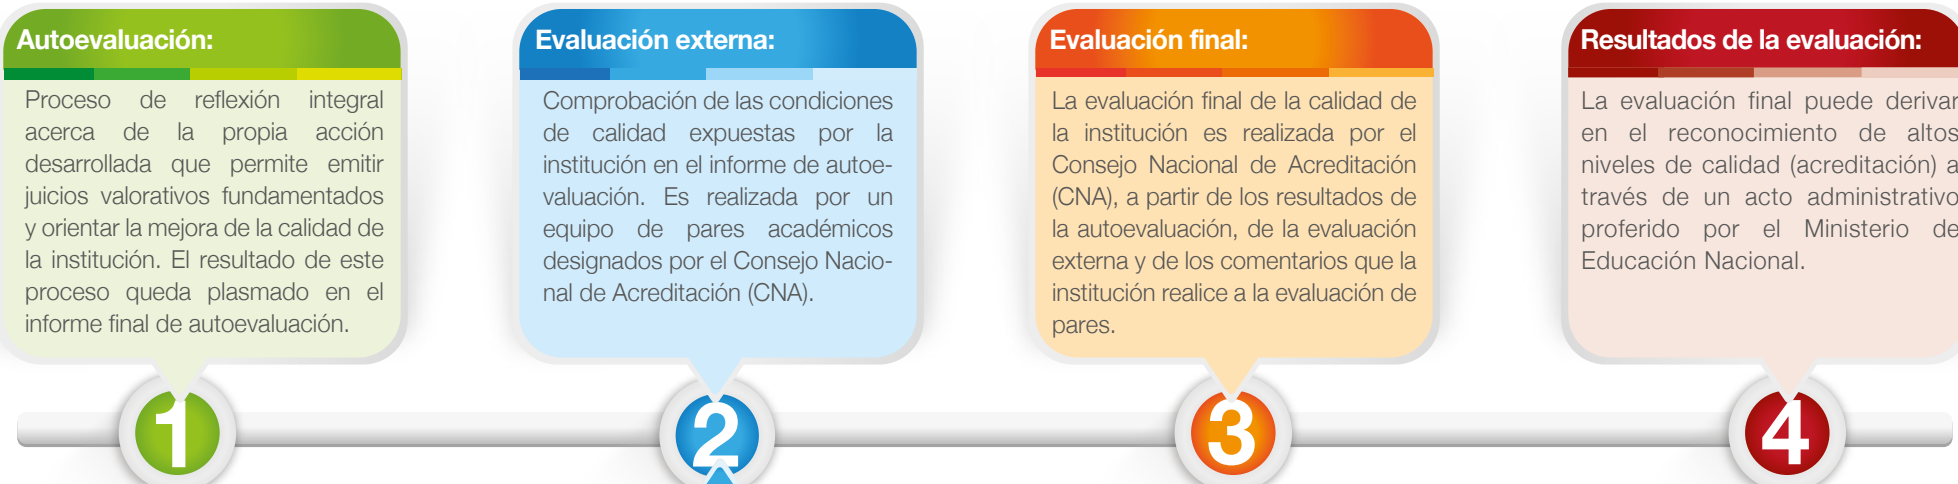 Autoevaluación:
Proceso de reflexión integral
acerca de la propia acción
desarrollada que permite emitir
juicios valorativos fundamentados
y orientar la mejora de la calidad de
la institución. El resultado de este
proceso queda plasmado en el
informe final de autoevaluación.
1
Evaluación externa:
Comprobación de las condiciones
de calidad expuestas por la
institución en el informe de autoe-
valuación. Es realizada por un
equipo de pares académicos
designados por el Consejo Nacio-
nal de Acreditación (CNA).
2
Evaluación final:
La evaluación final de la calidad de
la institución es realizada por el
Consejo Nacional de Acreditación
(CNA), a partir de los resultados de
la autoevaluación, de la evaluación
externa y de los comentarios que la
institución realice a la evaluación de
pares.
3
Resultados de la evaluación:
La evaluación final puede derivar
en el reconocimiento de altos
niveles de calidad (acreditación) a
través de un acto administrativo
proferido por el Ministerio de
Educación Nacional.
4